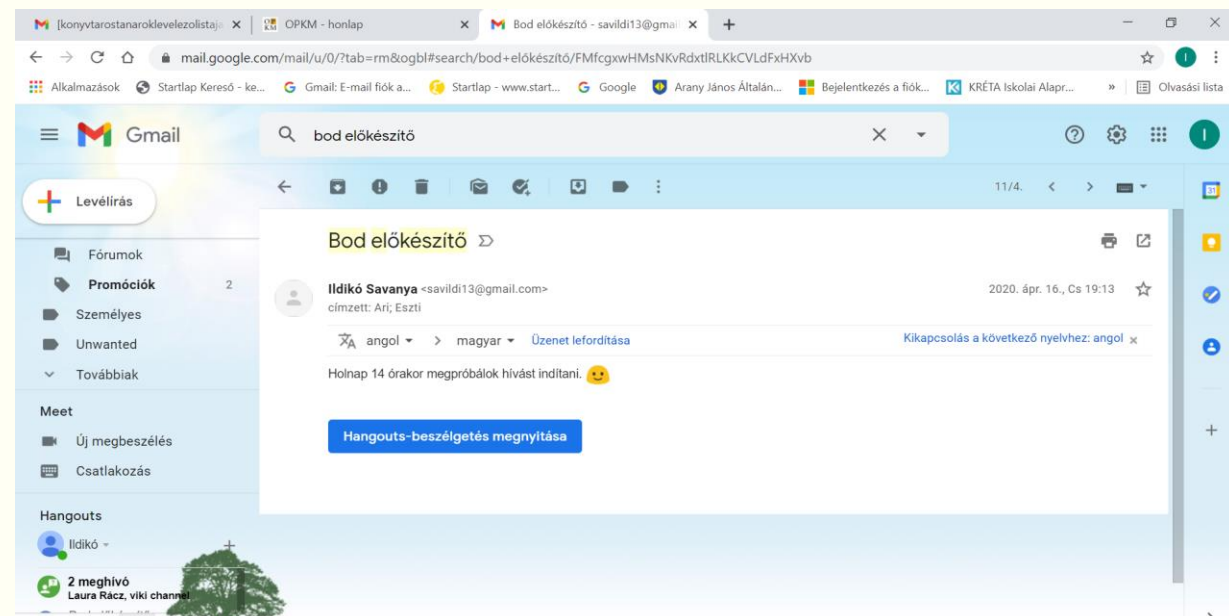 [konyvtarostanaroklevelezolistaja
OPKM - honlap
Bod előkészítő - savildi13@gmail
mail.google.com/mail/u/0/?tab=rm&ogbl#search/bod+előkészítő/FMfcgxwHMsNKvRdxtlRLKkCVLdFxHXvb
Alkalmazások
Startlap Kereső - ke...
Gmail: E-mail fiók a...
Startlap - www.start...
Google
Arany János Általán...
Bejelentkezés a fiók...
KRÉTA Iskolai Alapr...
»
Olvasási lista
Gmail
bod előkészítő
I
Levélírás
11/4.
31
Bod előkészítő
Fórumok
Promóciók 2
Személyes
Unwanted
Továbbiak
Ildikó Savanya <savildi13@gmail.com>
2020. ápr. 16., Cs 19:13
címzett: Ari; Eszti
angol > magyar Üzenet lefordítása
Kikapcsolás a következő nyelvhez: angol x
Holnap 14 órakor megpróbálok hívást indítani.
Hangouts-beszélgetés megnyitása
Meet
Új megbeszélés
Csatlakozás
Hangouts
Ildikó
2 meghívó
Laura Rácz, viki channel